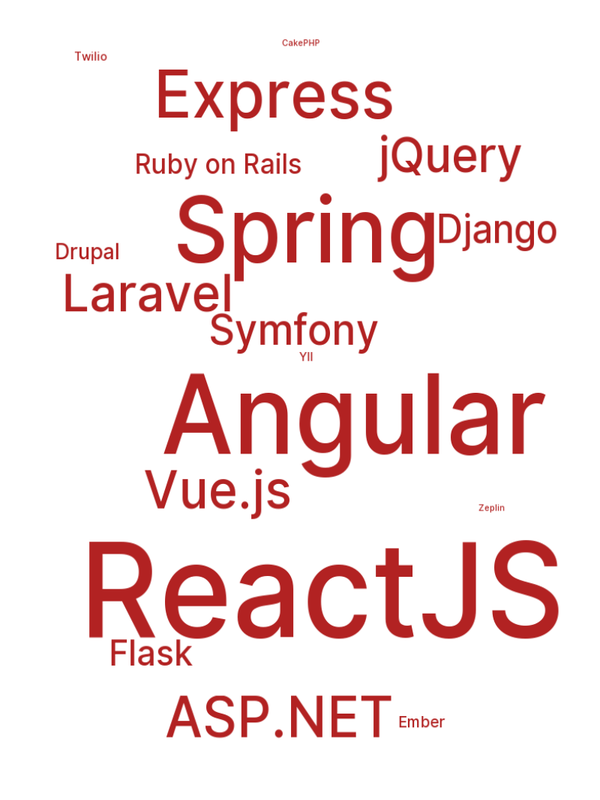 CakePHP
Twilio
Express
jQuery
Ruby on Rails
Spring
Django
Drupal
Laravel
Symfony
YII
Angular
Vue.js
Zeplin
ReactJS
Flask
ASP.NET
Ember